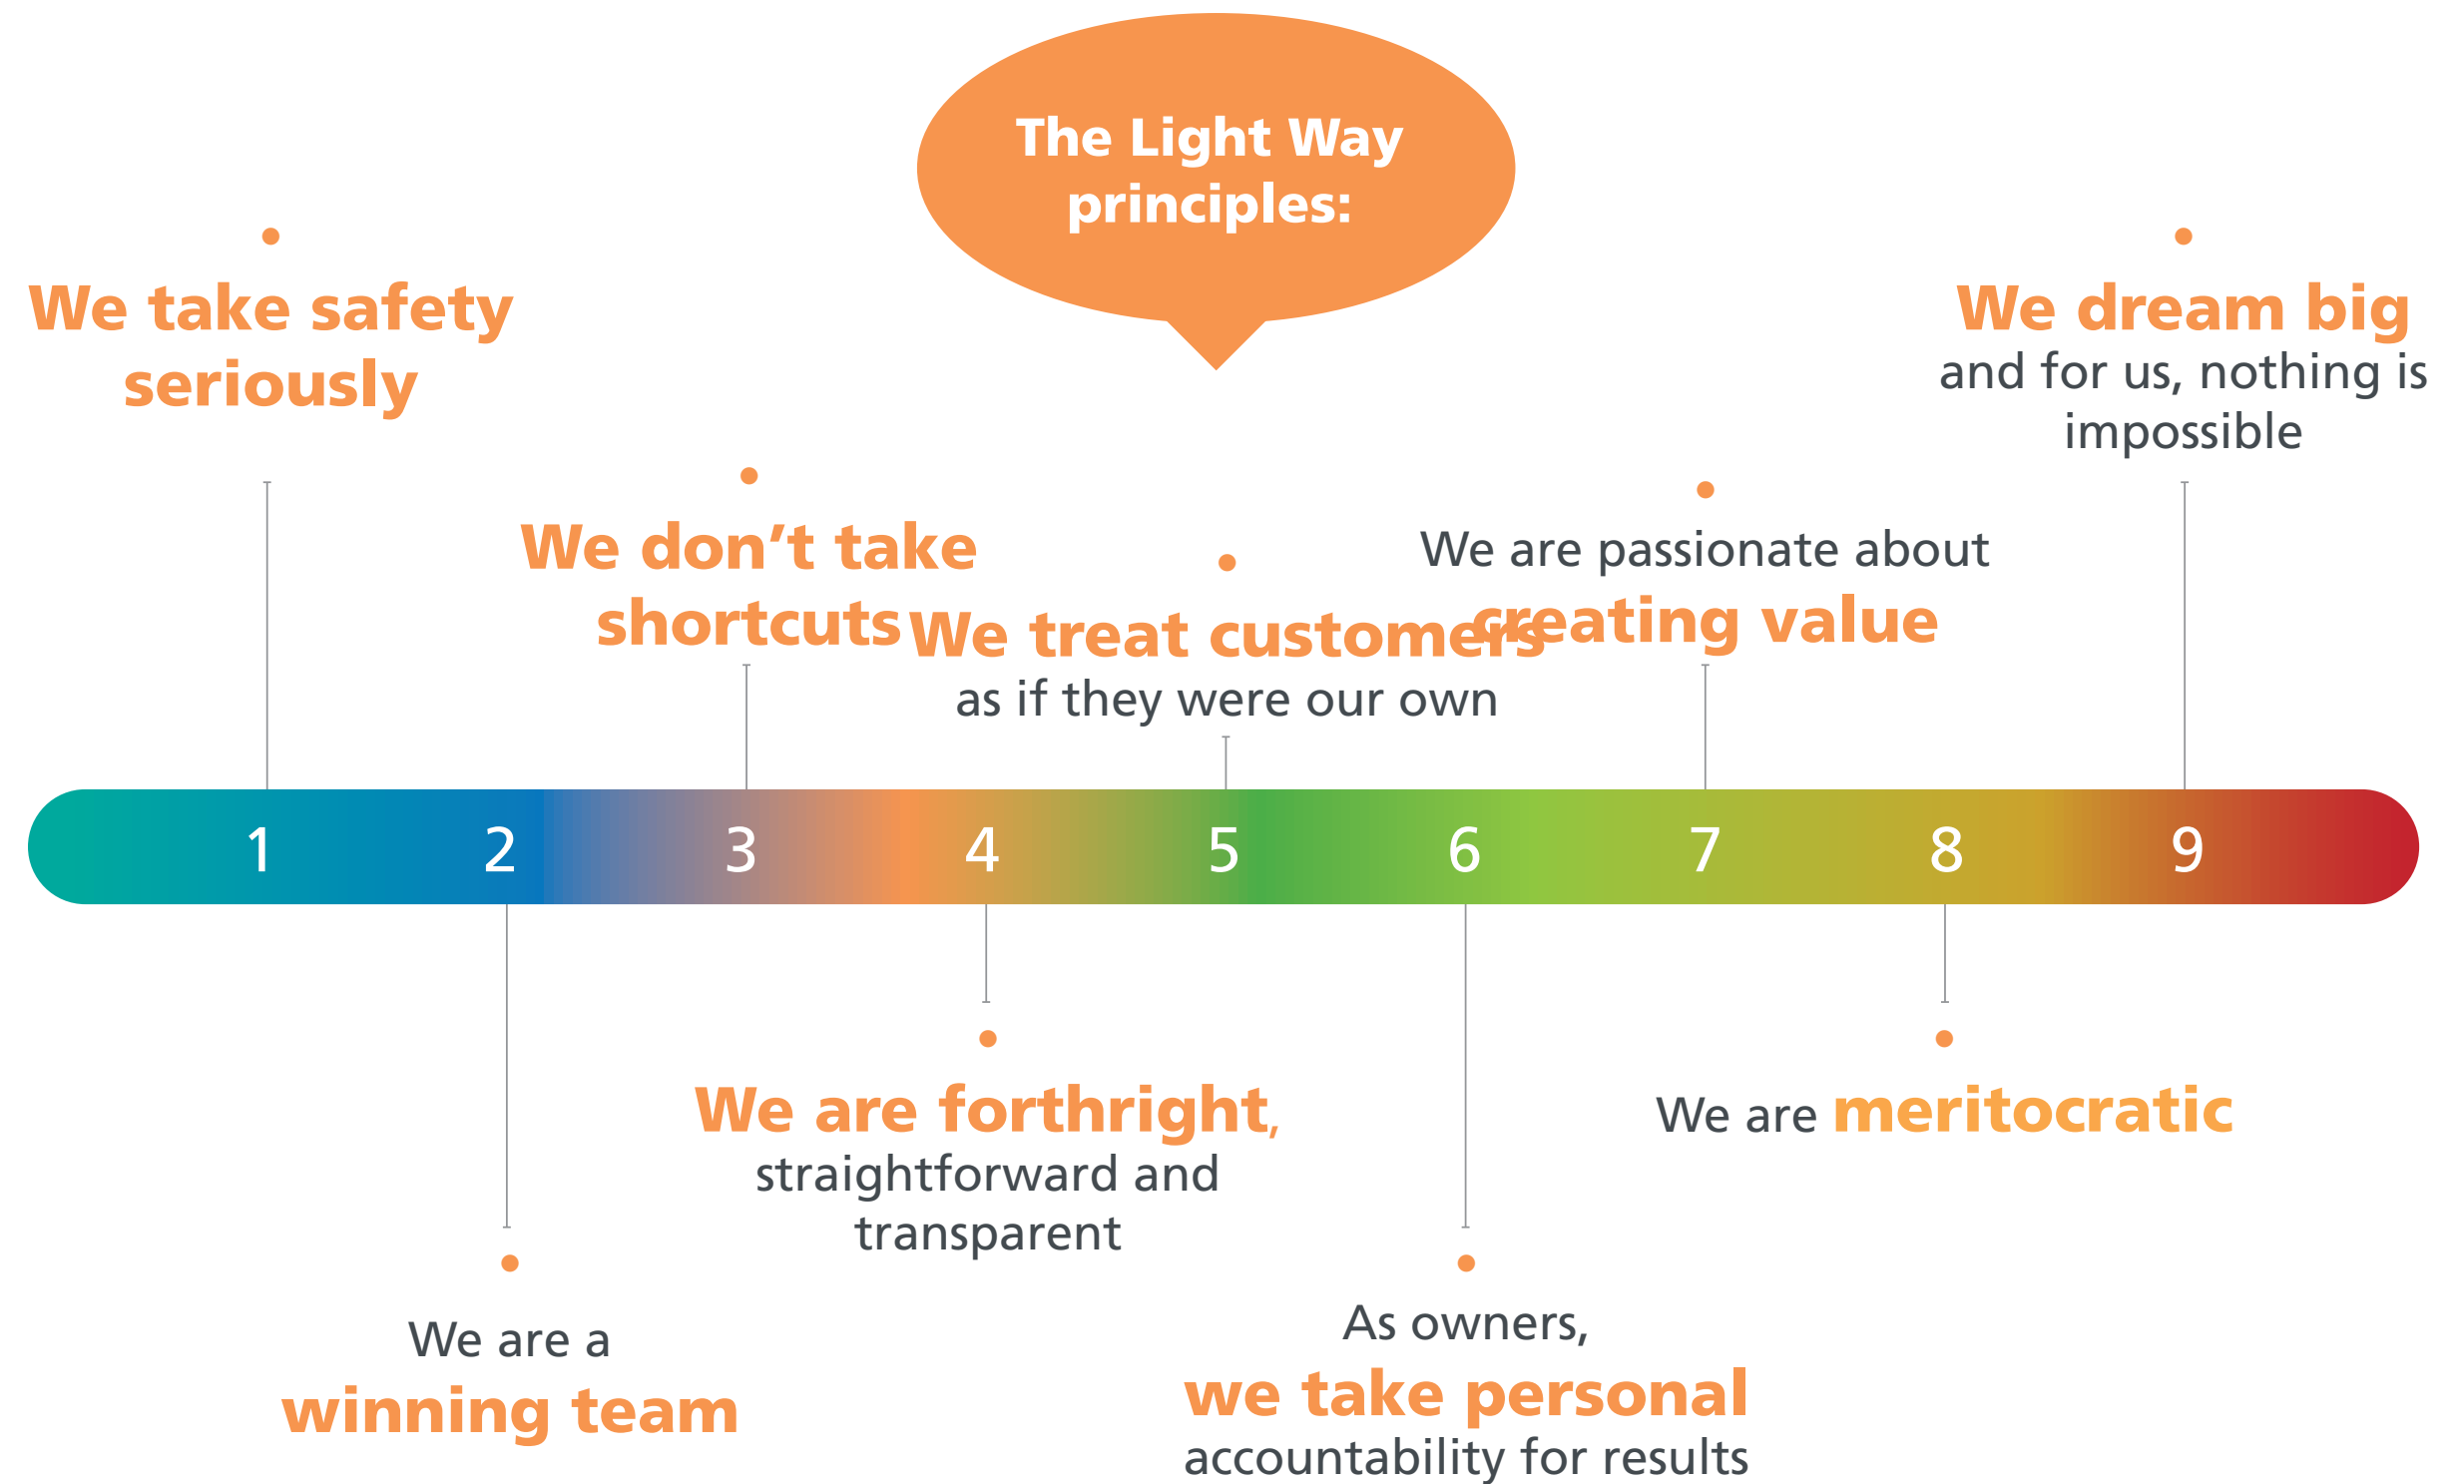 The Light Way
principles:
We take safety
seriously
We don’t take
shortcuts
We treat customers
as if they were our own
We are passionate about
creating value
We dream big
and for us, nothing is
impossible
1 2 3 4 5 6 7 8 9
We are a
winning team
We are forthright,
straightforward and
transparent
As owners,
we take personal
accountability for results
We are meritocratic